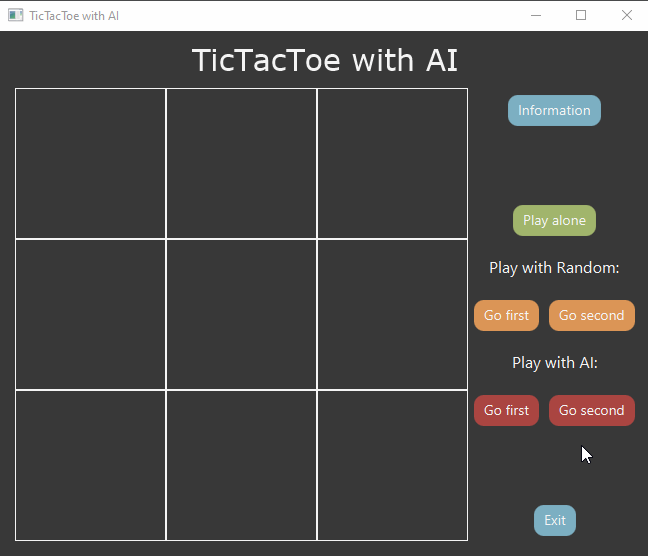 TicTacToe with AI
TicTacToe with AI
Information
Play alone
Play with Random:
Go first Go second
Play with AI:
Go first Go second
Exit